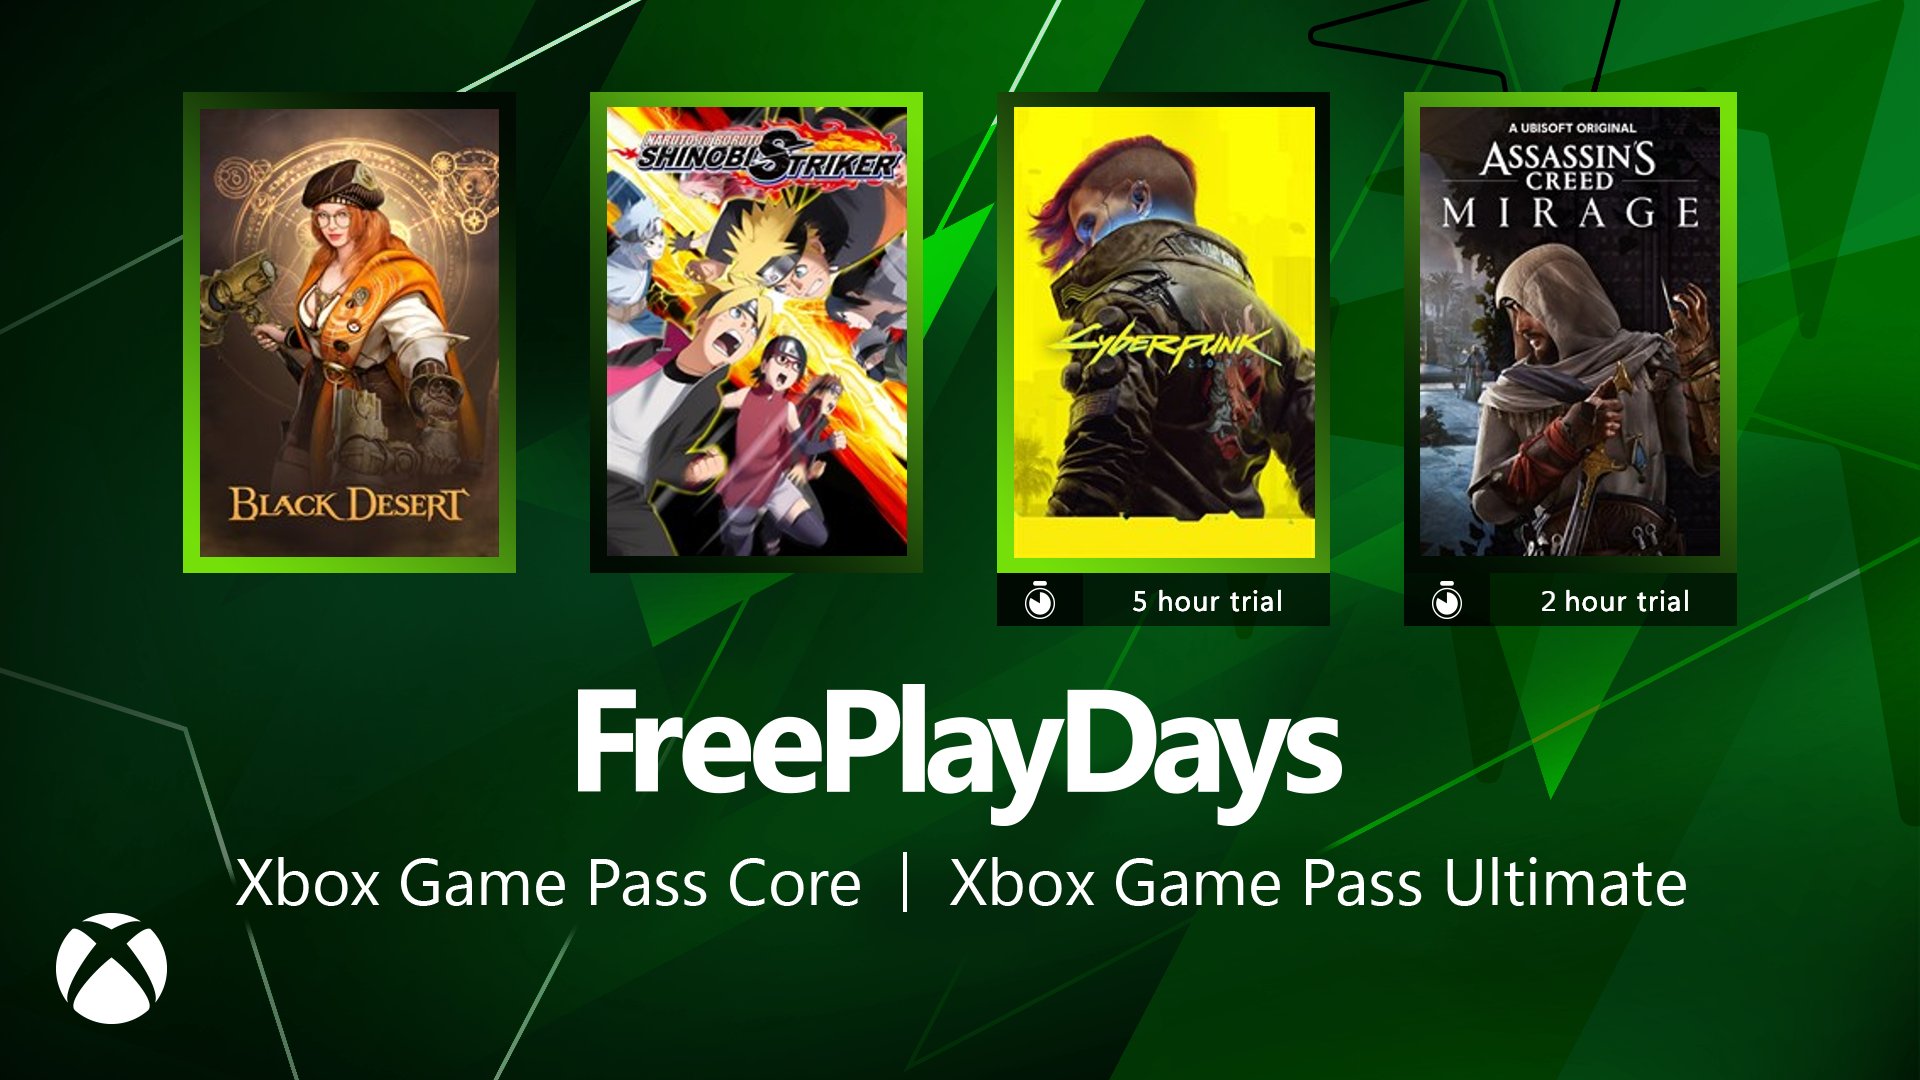 BLACK DESERT
NARUTO TO BORUTO
SHINOBI STRIKER
Cyberpunk
2077
A UBISOFT ORIGINAL
ASSASSIN'S
CREED
MIRAGE
5 hour trial
2 hour trial
FreePlayDays
Xbox Game Pass Core | Xbox Game Pass Ultimate